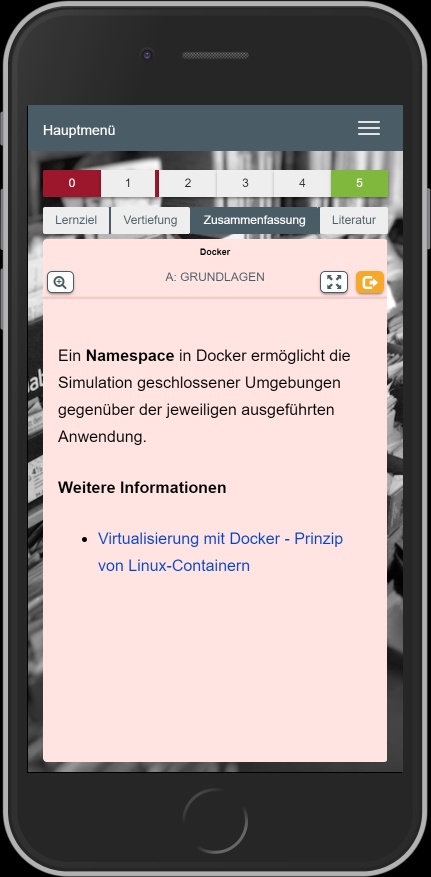 Hauptmenü
0 1 2 3 4 5
Lernziel Vertiefung Zusammenfassung Literatur
Docker
A: GRUNDLAGEN
Ein Namespace in Docker ermöglicht die
Simulation geschlossener Umgebungen
gegenüber der jeweiligen ausgeführten
Anwendung.
Weitere Informationen
Virtualisierung mit Docker - Prinzip
von Linux-Containern